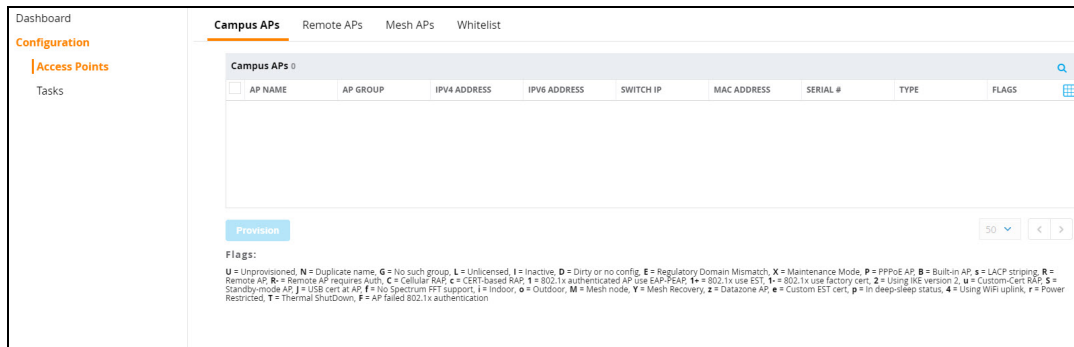 Dashboard
Configuration
Access Points
Tasks
Campus APs Remote APs Mesh APs Whitelist
Campus APs 0
AP NAME AP GROUP IPV4 ADDRESS IPV6 ADDRESS SWITCH IP MAC ADDRESS SERIAL # TYPE FLAGS
Provision
50
Flags:
U = Unprovisioned, N = Duplicate name, G = No such group, L = Unlicensed, I = Inactive, D = Dirty or no config, E = Regulatory Domain Mismatch, X = Maintenance Mode, P = PPPoE AP, B = Built-in AP, s = LACP striping, R =
Remote AP, R- = Remote AP requires Auth, C = Cellular RAP, c = CERT-based RAP, 1 = 802.1x authenticated AP use EAP-PEAP, 1+ = 802.1x use EST, 1- = 802.1x use factory cert, 2 = Using IKE version 2, u = Custom-Cert RAP, S =
Standby-mode AP, J = USB cert at AP, f = No Spectrum FFT support, i = Indoor, o = Outdoor, M = Mesh node, Y = Mesh Recovery, z = Datazone AP, e = Custom EST cert, p = In deep-sleep status, 4 = Using WiFi uplink, r = Power
Restricted, T = Thermal ShutDown, F = AP failed 802.1x authentication